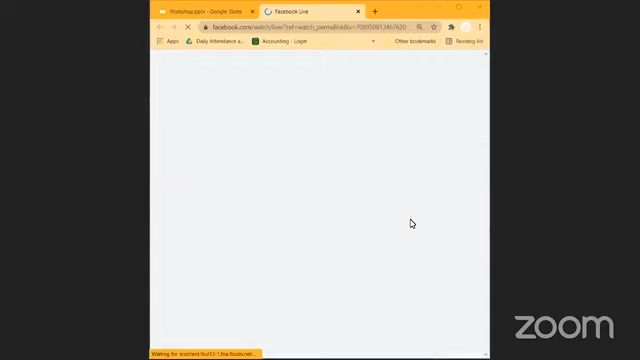 Workshop.pptx - Google Slides
Facebook Live
facebook.com/watch/live/?ref=watch_permalink&v=708950813467620
Apps
Daily Attendance a...
Accounting - Login
Other bookmarks
Reading list
zoom